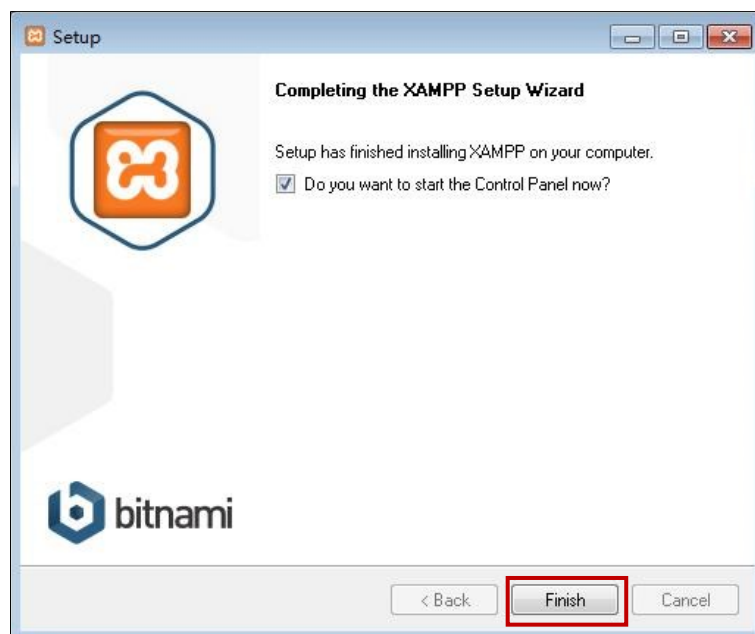 Setup
Completing the XAMPP Setup Wizard
Setup has finished installing XAMPP on your computer.
Do you want to start the Control Panel now?
bitnami
< Back
Finish
Cancel